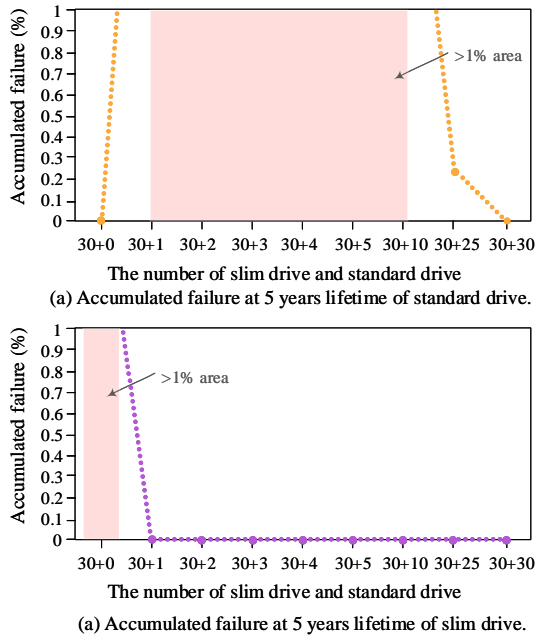 Accumulated failure (%)
1
0.9
0.8
0.7
0.6
0.5
0.4
0.3
0.2
0.1
0
>1% area
30+0 30+1 30+2 30+3 30+4 30+5 30+10 30+25 30+30
The number of slim drive and standard drive
(a) Accumulated failure at 5 years lifetime of standard drive.
Accumulated failure (%)
1
0.9
0.8
0.7
0.6
0.5
0.4
0.3
0.2
0.1
0
>1% area
30+0 30+1 30+2 30+3 30+4 30+5 30+10 30+25 30+30
The number of slim drive and standard drive
(a) Accumulated failure at 5 years lifetime of slim drive.